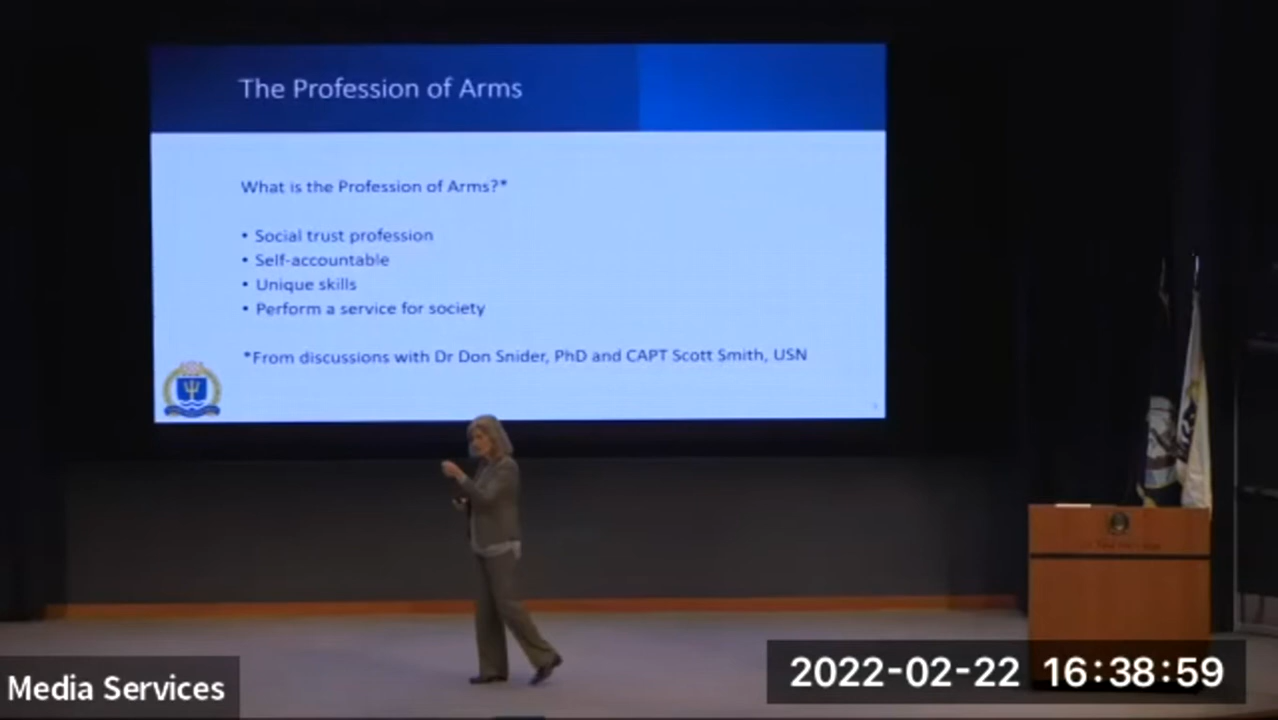 The Profession of Arms
What is the Profession of Arms?*
• Social trust profession
• Self-accountable
• Unique skills
• Perform a service for society
*From discussions with Dr Don Snider, PhD and CAPT Scott Smith, USN
Media Services
2022-02-22 16:38:59